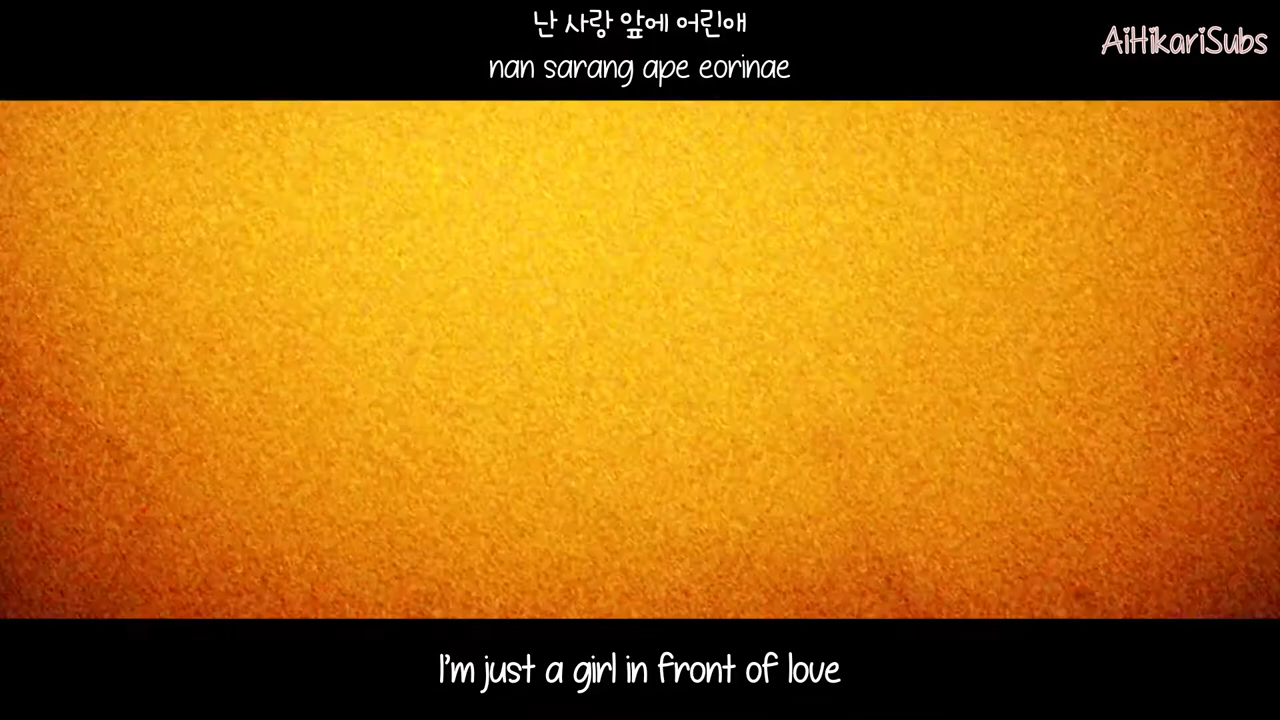 난 사랑 앞에 어린애
nan sarang ape eorinae
AiHikariSubs
I'm just a girl in front of love